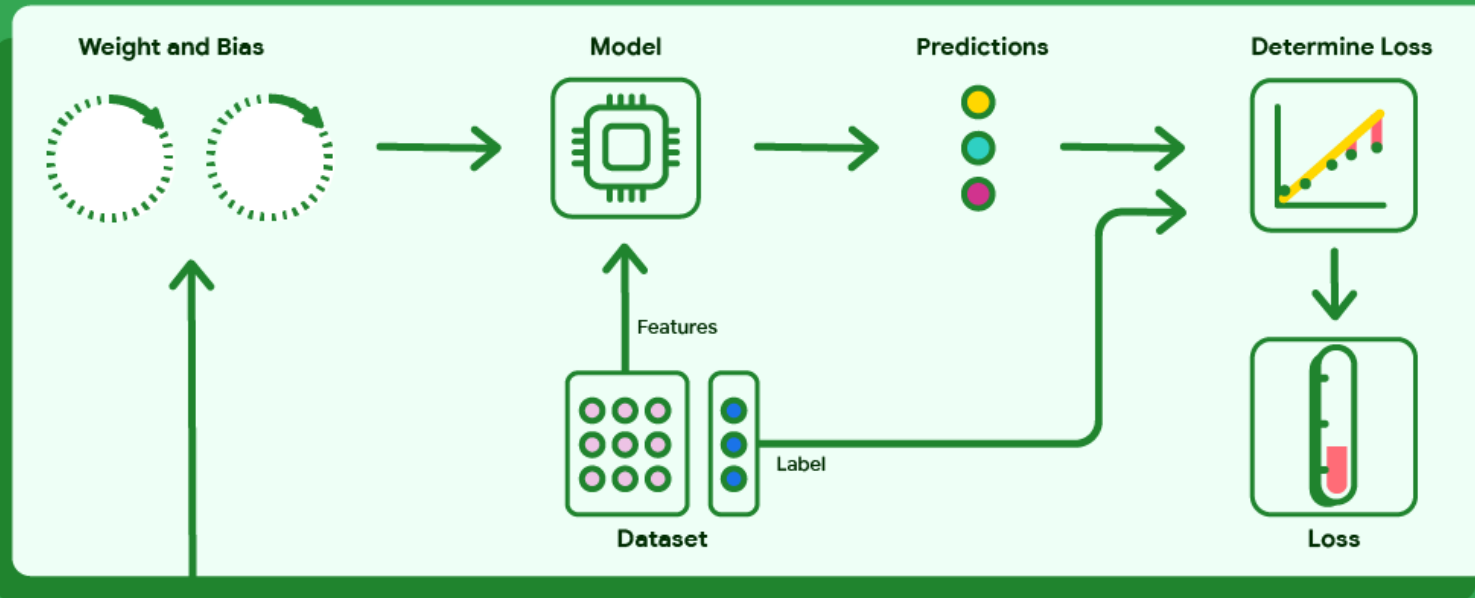 Weight and Bias
Model
Predictions
Determine Loss
Features
Label
Dataset
Loss